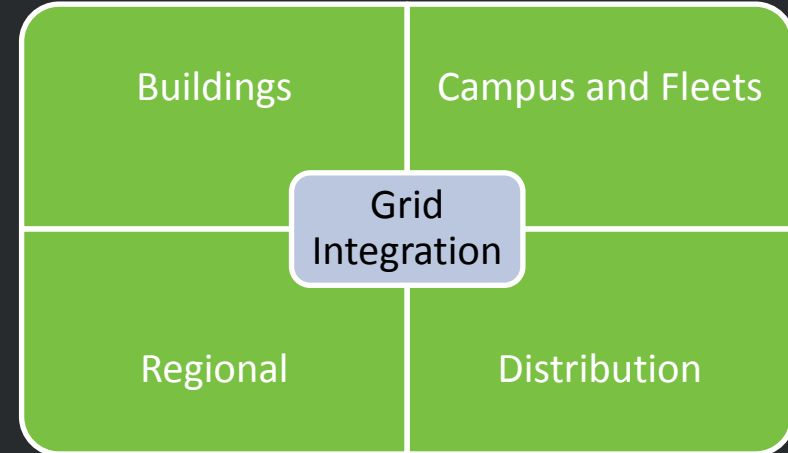 Buildings
Campus and Fleets
Grid
Integration
Regional
Distribution